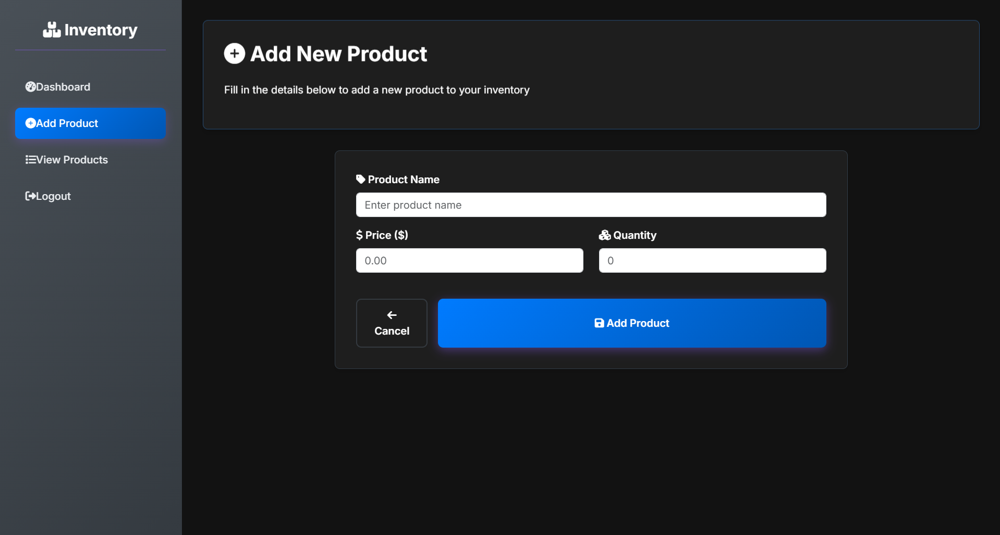 Inventory
Dashboard
Add Product
View Products
Logout
Add New Product
Fill in the details below to add a new product to your inventory
Product Name
Enter product name
$ Price ($)
0.00
Quantity
0
Cancel
Add Product